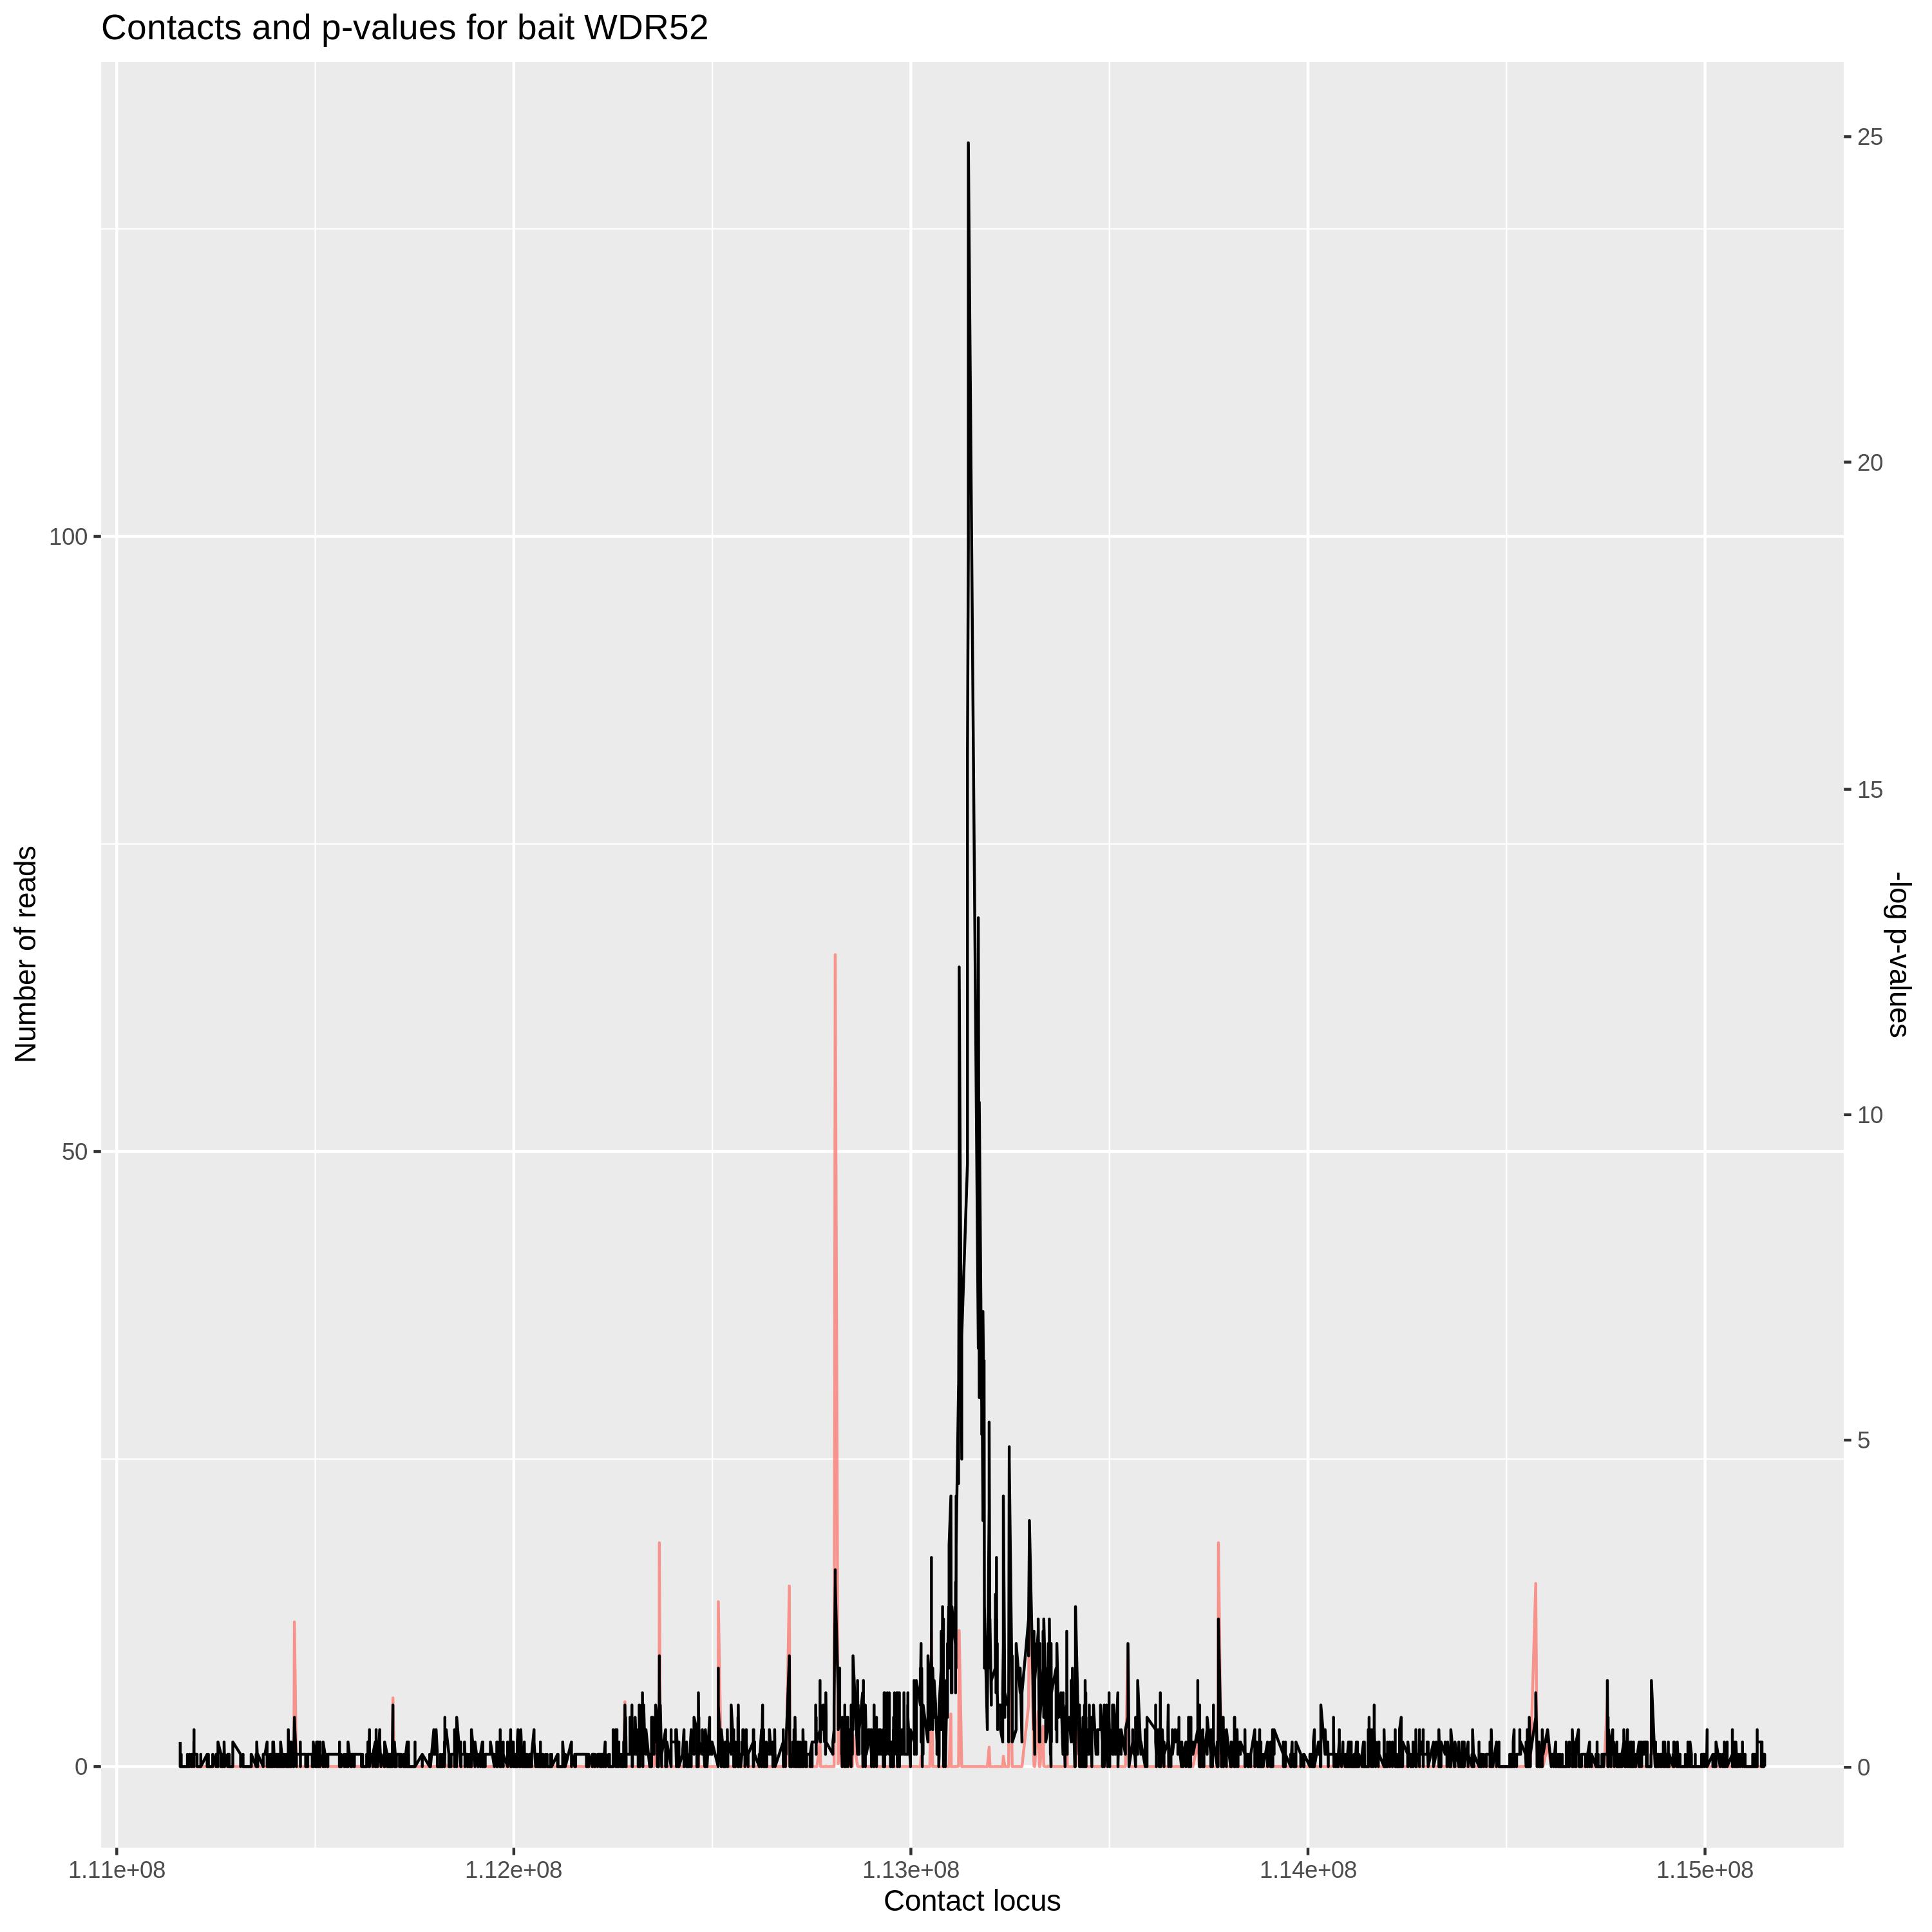 Contacts and p-values for bait WDR52
Number of reads
100
50
0
25
20
15
10
5
0
-log p-values
1.11e+08
1.12e+08
1.13e+08
1.14e+08
1.15e+08
Contact locus